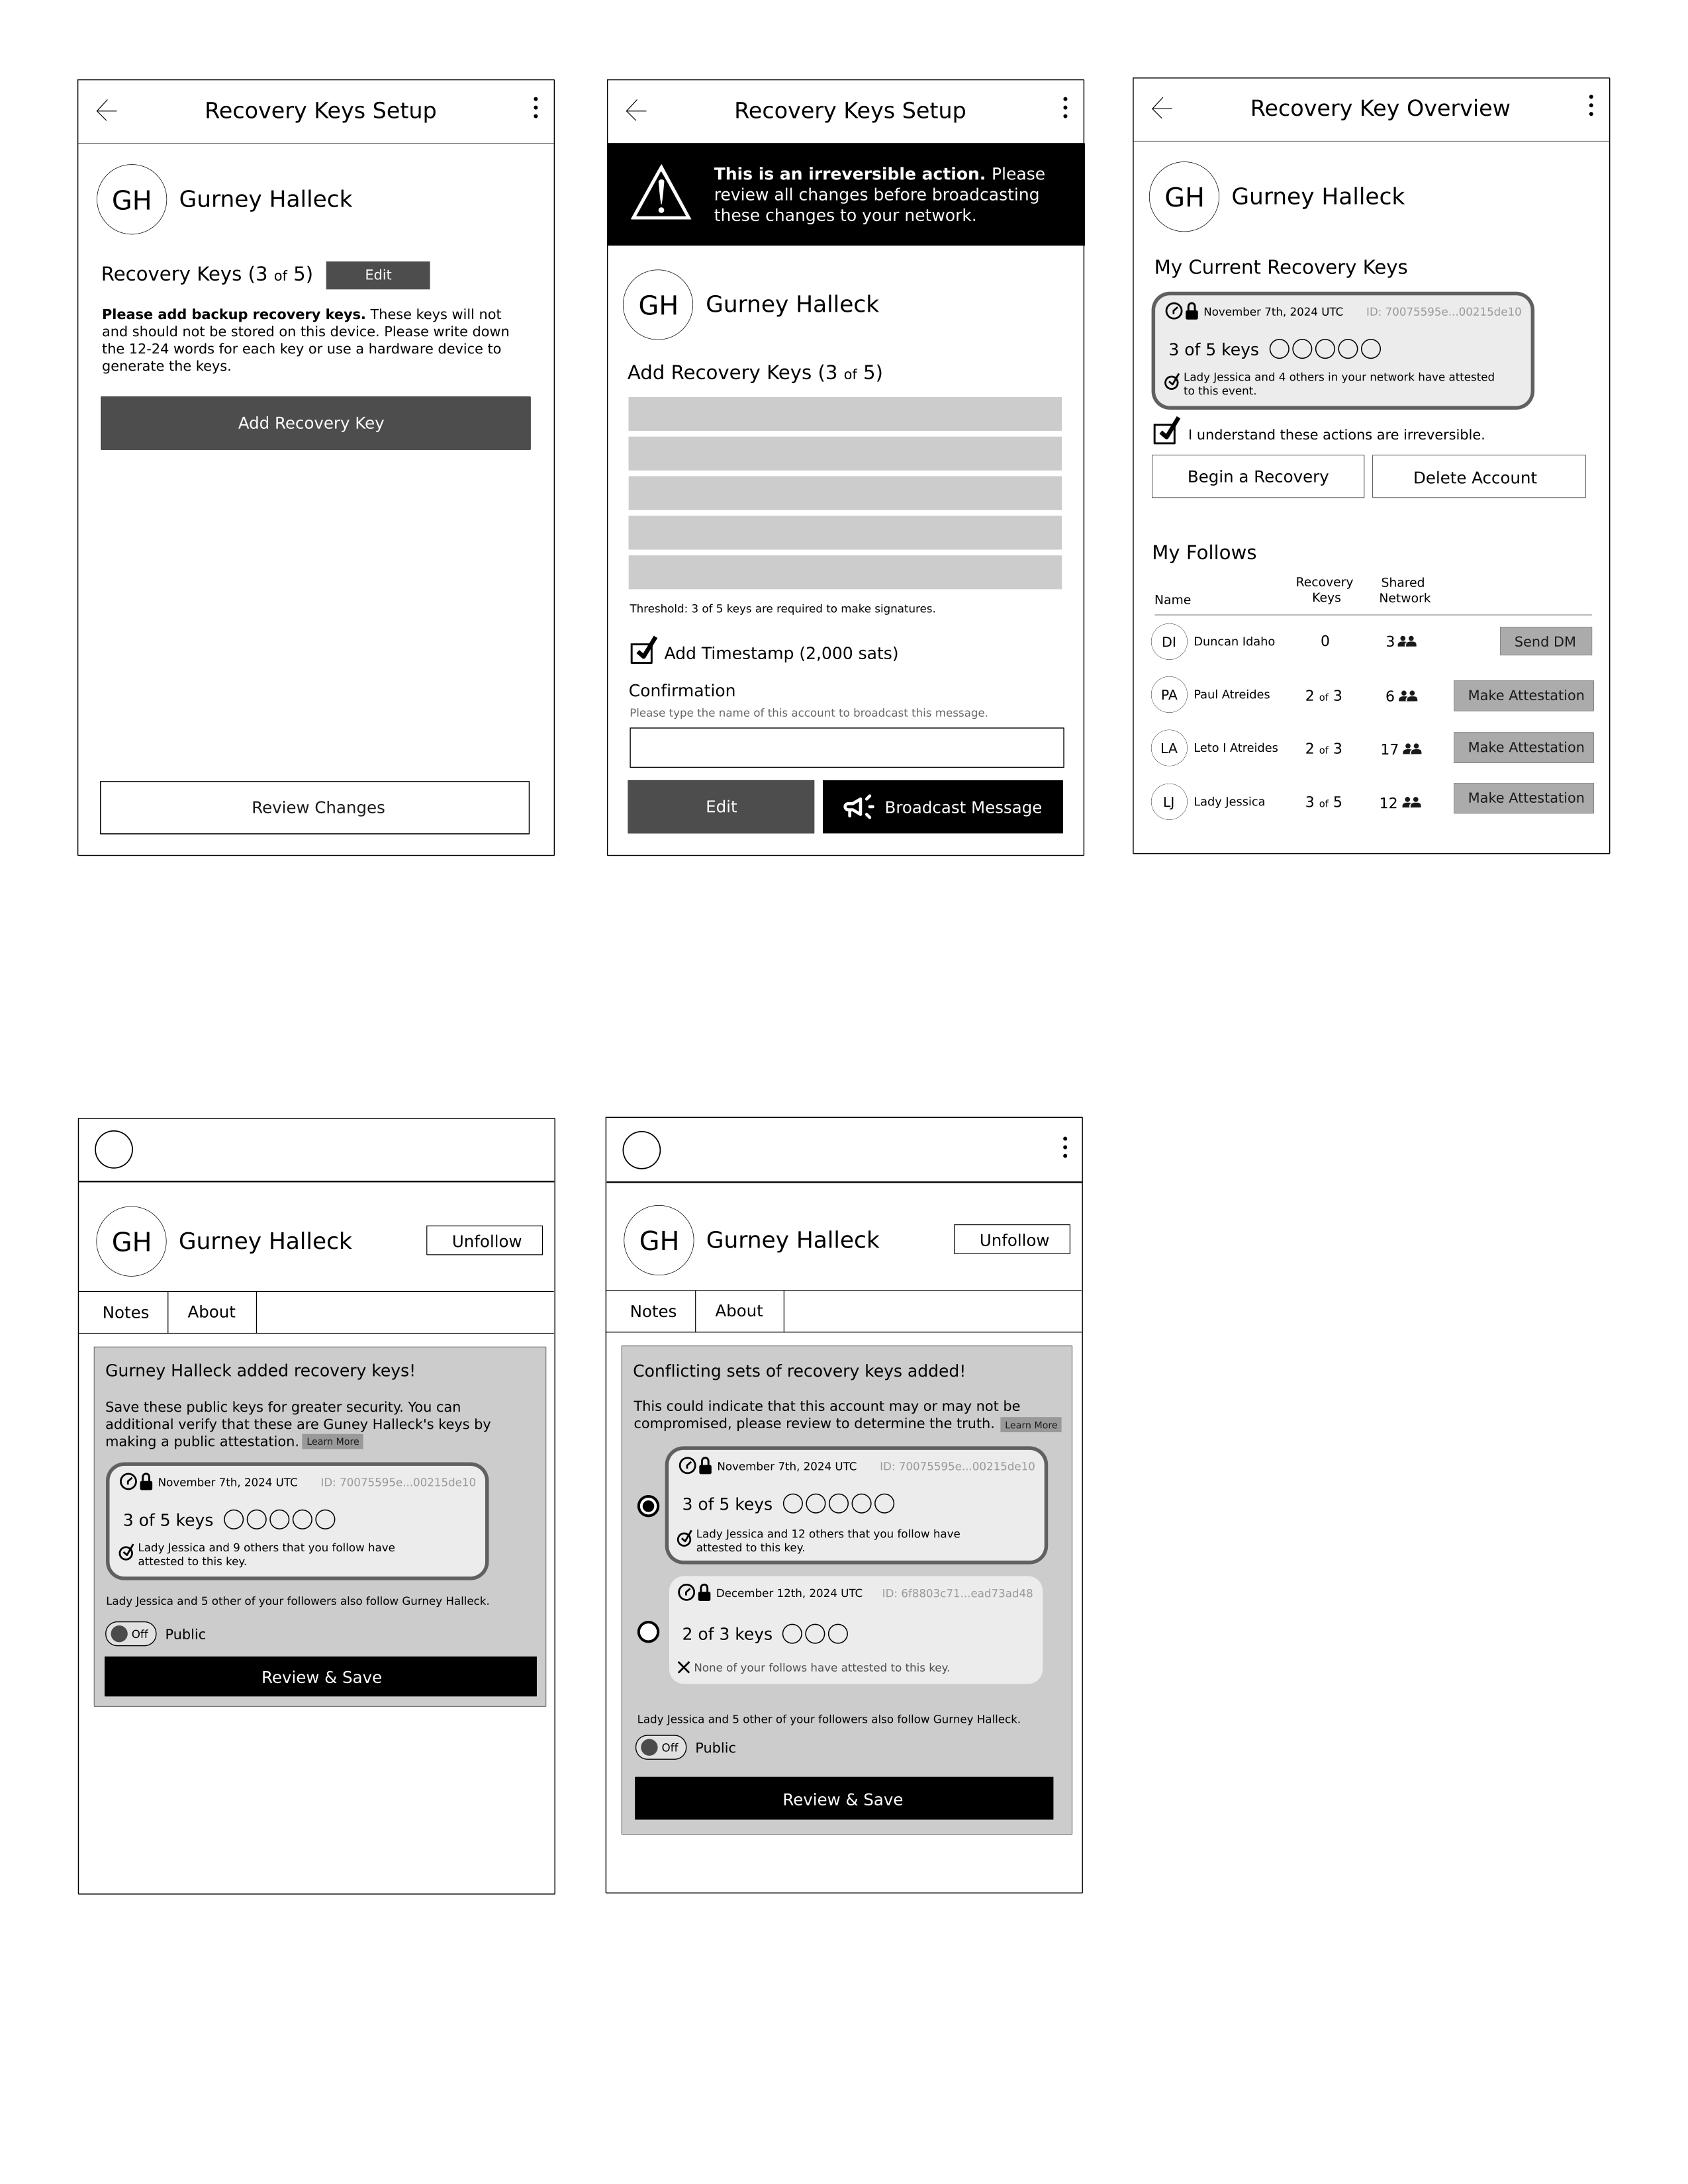 Recovery Keys Setup
GH
Gurney Halleck
Recovery Keys (3 of 5)
Edit
Please add backup recovery keys. These keys will not
and should not be stored on this device. Please write down
the 12-24 words for each key or use a hardware device to
generate the keys.
Add Recovery Key
Review Changes
Recovery Keys Setup
This is an irreversible action. Please
review all changes before broadcasting
these changes to your network.
GH
Gurney Halleck
Add Recovery Keys (3 of 5)
Threshold: 3 of 5 keys are required to make signatures.
Add Timestamp (2,000 sats)
Confirmation
Please type the name of this account to broadcast this message.
Edit
Broadcast Message
Recovery Key Overview
GH
Gurney Halleck
My Current Recovery Keys
November 7th, 2024 UTC ID: 70075595e...00215de10
3 of 5 keys
Lady Jessica and 4 others in your network have attested
to this event.
I understand these actions are irreversible.
Begin a Recovery
Delete Account
My Follows
Name
Recovery
Keys
Shared
Network
DI Duncan Idaho 0 3 Send DM
PA Paul Atreides 2 of 3 6 Make Attestation
LA Leto I Atreides 2 of 3 17 Make Attestation
LJ Lady Jessica 3 of 5 12 Make Attestation
GH
Gurney Halleck
Unfollow
Notes
About
Gurney Halleck added recovery keys!
Save these public keys for greater security. You can
additional verify that these are Guney Halleck's keys by
making a public attestation. Learn More
November 7th, 2024 UTC ID: 70075595e...00215de10
3 of 5 keys
Lady Jessica and 9 others that you follow have
attested to this key.
Lady Jessica and 5 other of your followers also follow Gurney Halleck.
Off Public
Review & Save
GH
Gurney Halleck
Unfollow
Notes
About
Conflicting sets of recovery keys added!
This could indicate that this account may or may not be
compromised, please review to determine the truth. Learn More
November 7th, 2024 UTC ID: 70075595e...00215de10
3 of 5 keys
Lady Jessica and 12 others that you follow have
attested to this key.
December 12th, 2024 UTC ID: 6f8803c71...ead73ad48
2 of 3 keys
None of your follows have attested to this key.
Lady Jessica and 5 other of your followers also follow Gurney Halleck.
Off Public
Review & Save